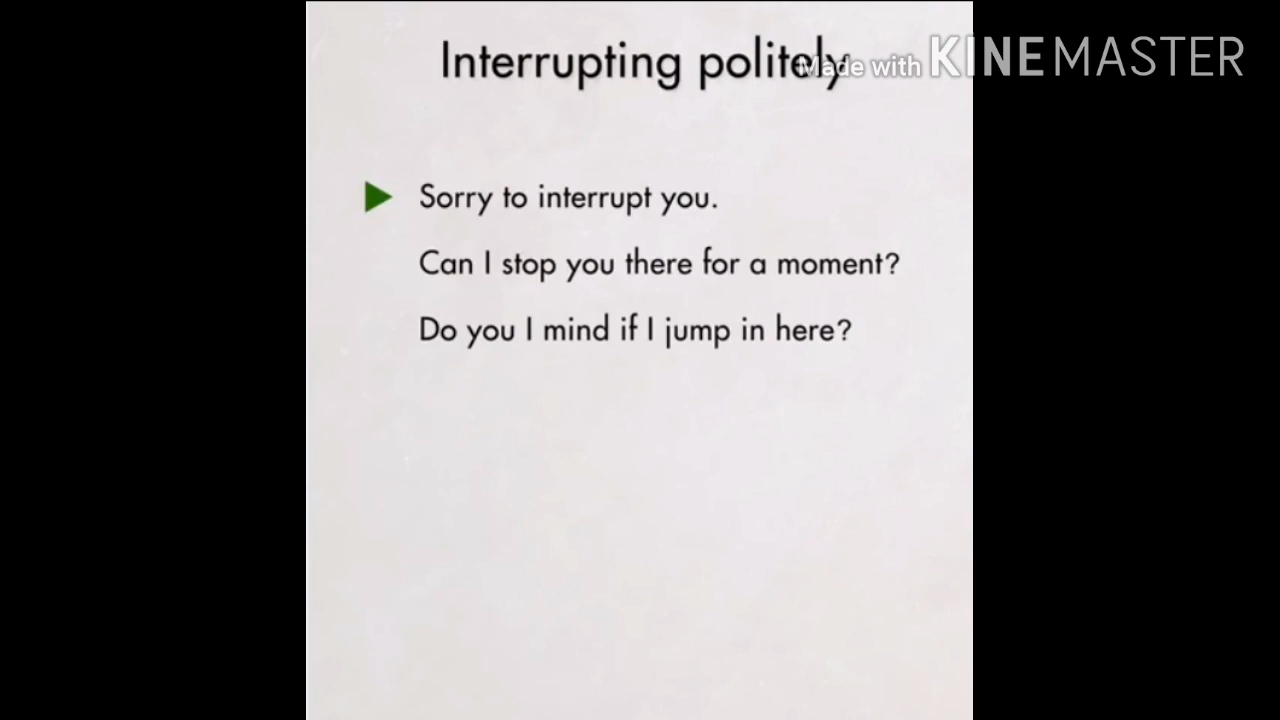 Interrupting politely
Made with KINEMASTER
Sorry to interrupt you.
Can I stop you there for a moment?
Do you I mind if I jump in here?